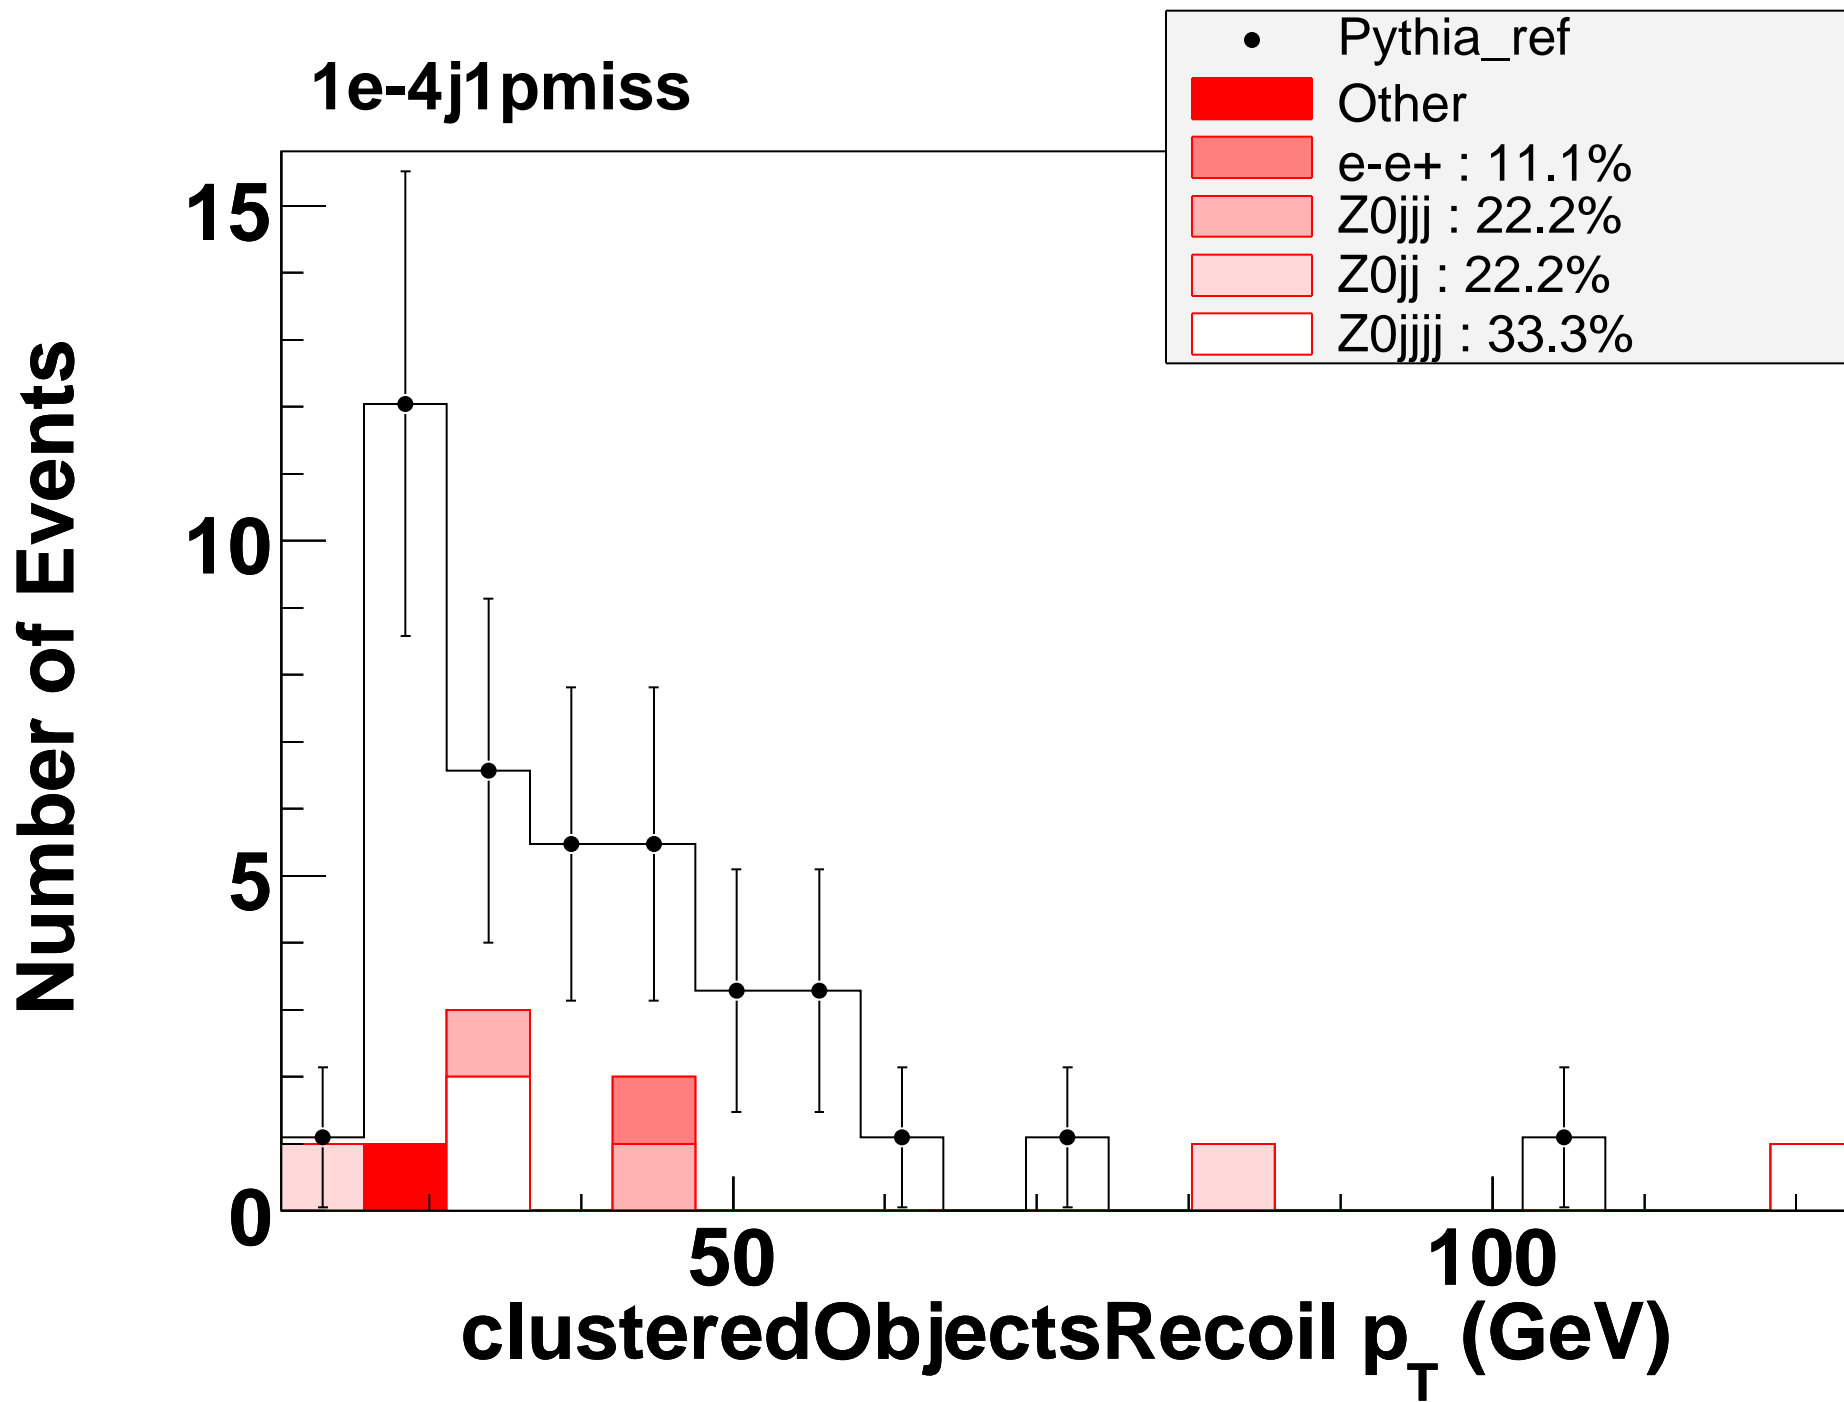 1e-4j1pmiss
Pythia_ref
Other
e-e+ : 11.1%
Z0jjj : 22.2%
Z0jj : 22.2%
Z0jjjj : 33.3%
Number of Events
15
10
5
0
50
100
clusteredObjectsRecoil p_T (GeV)